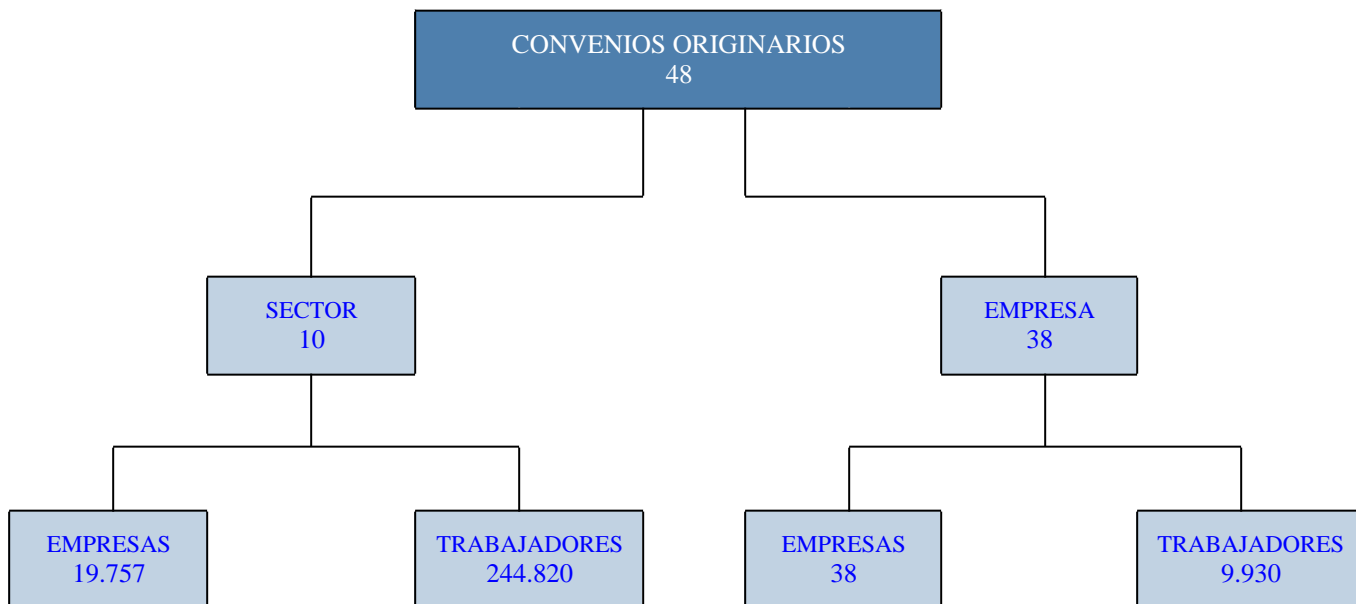 CONVENIOS ORIGINARIOS
48
SECTOR
10
EMPRESA
38
EMPRESAS
19.757
TRABAJADORES
244.820
EMPRESAS
38
TRABAJADORES
9.930